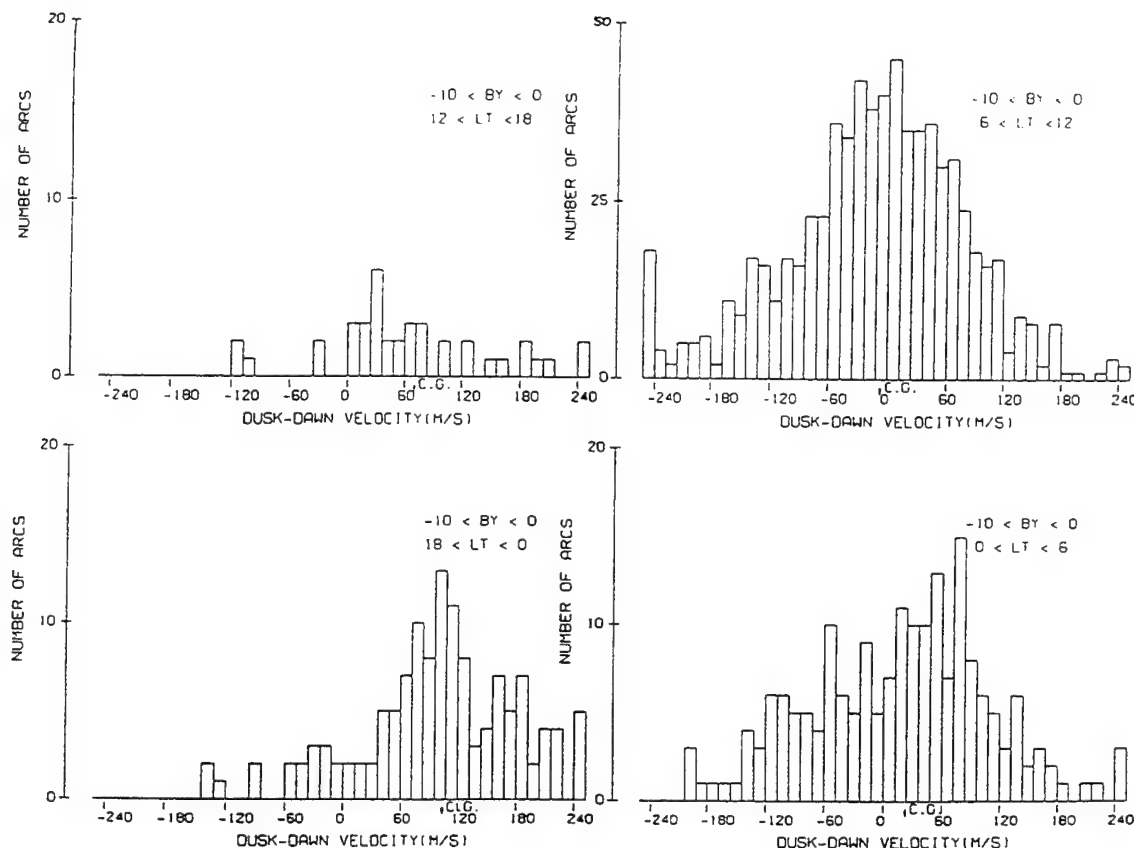 20
NUMBER OF ARCS
10
0
-10 < BY < 0
12 < LT <18
-240 -180 -120 -60 0 60 C.G. 120 180 240
DUSK-DAWN VELOCITY(M/S)
50
NUMBER OF ARCS
25
0
-10 < BY < 0
6 < LT <12
-240 -180 -120 -60 0 C.G. 60 120 180 240
DUSK-DAWN VELOCITY(M/S)
20
NUMBER OF ARCS
10
0
-10 < BY < 0
18 < LT < 0
-240 -180 -120 -60 0 60 C.G. 120 180 240
DUSK-DAWN VELOCITY(M/S)
20
NUMBER OF ARCS
10
0
-10 < BY < 0
0 < LT < 6
-240 -180 -120 -60 0 C.G. 60 120 180 240
DUSK-DAWN VELOCITY(M/S)